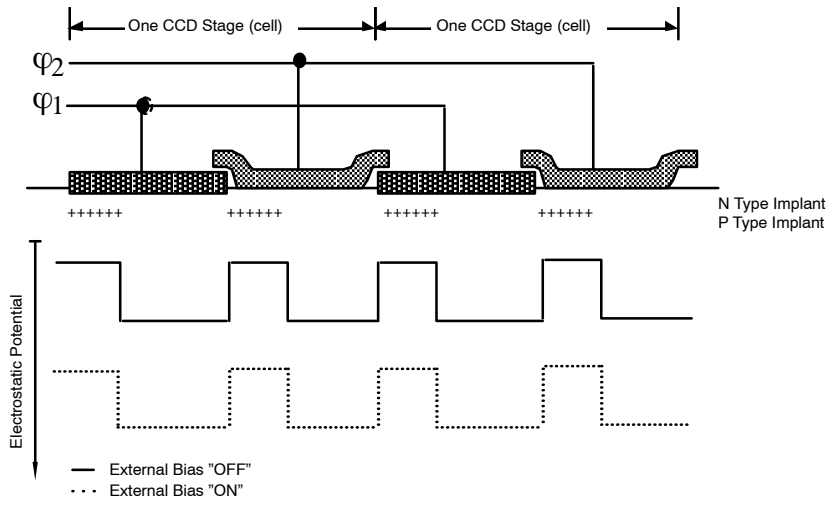 One CCD Stage (cell) One CCD Stage (cell)
φ2
φ1
++++++ ++++++ ++++++ ++++++
N Type Implant
P Type Implant
Electrostatic Potential
External Bias ”OFF”
External Bias ”ON”